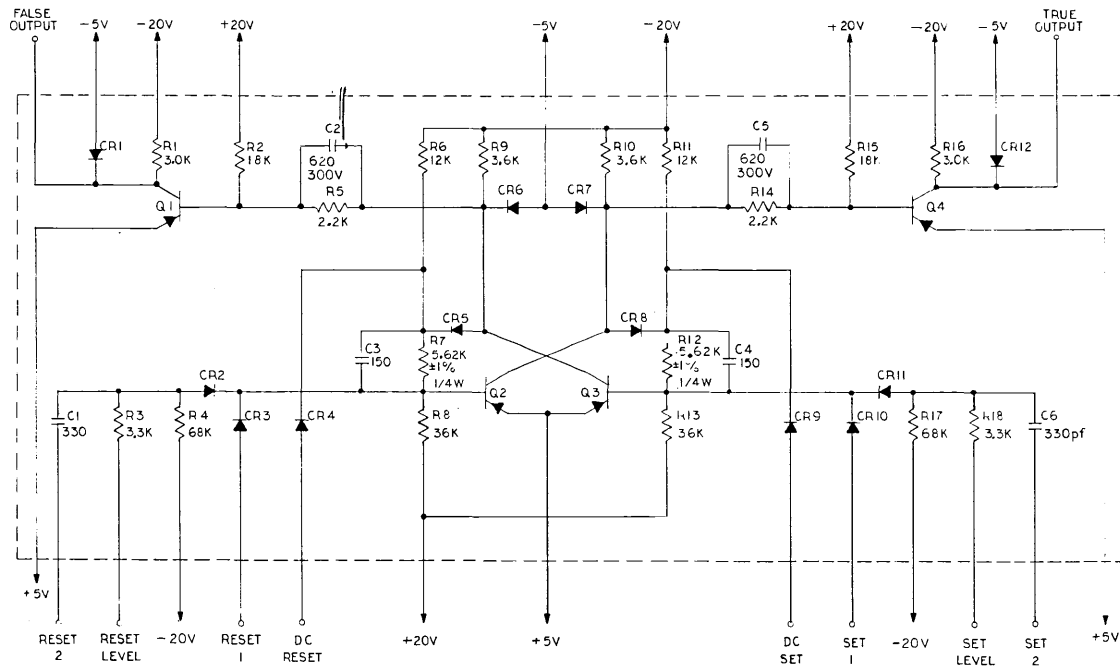 FALSE OUTPUT
-5V
-20V
+20V
-5V
-20V
+20V
-20V
-5V
TRUE OUTPUT
CR1
R1 3.0K
R2 18K
C2
620 300V
R5
2.2K
R6 12K
R9 3.6K
R10 3.6K
R11 12K
C5
620 300V
R14
2.2K
R15 18K
R16 3.0K
CR12
Q1
CR6
CR7
Q4
CR5
CR8
C3 150
R7 5.62K ±1% 1/4W
R12 5.62K ±1% 1/4W
C4 150
CR2
Q2
Q3
CR11
C1 330
R3 3.3K
R4 68K
CR3
CR4
R8 36K
R13 36K
CR9
CR10
R17 68K
R18 3.3K
C6 330pf
+5V
RESET 2
RESET LEVEL
-20V
RESET 1
DC RESET
+20V
+5V
DC SET
SET 1
-20V
SET LEVEL
SET 2
+5V